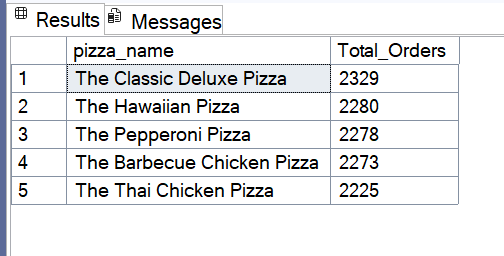 Results Messages
pizza_name Total_Orders
1 The Classic Deluxe Pizza 2329
2 The Hawaiian Pizza 2280
3 The Pepperoni Pizza 2278
4 The Barbecue Chicken Pizza 2273
5 The Thai Chicken Pizza 2225